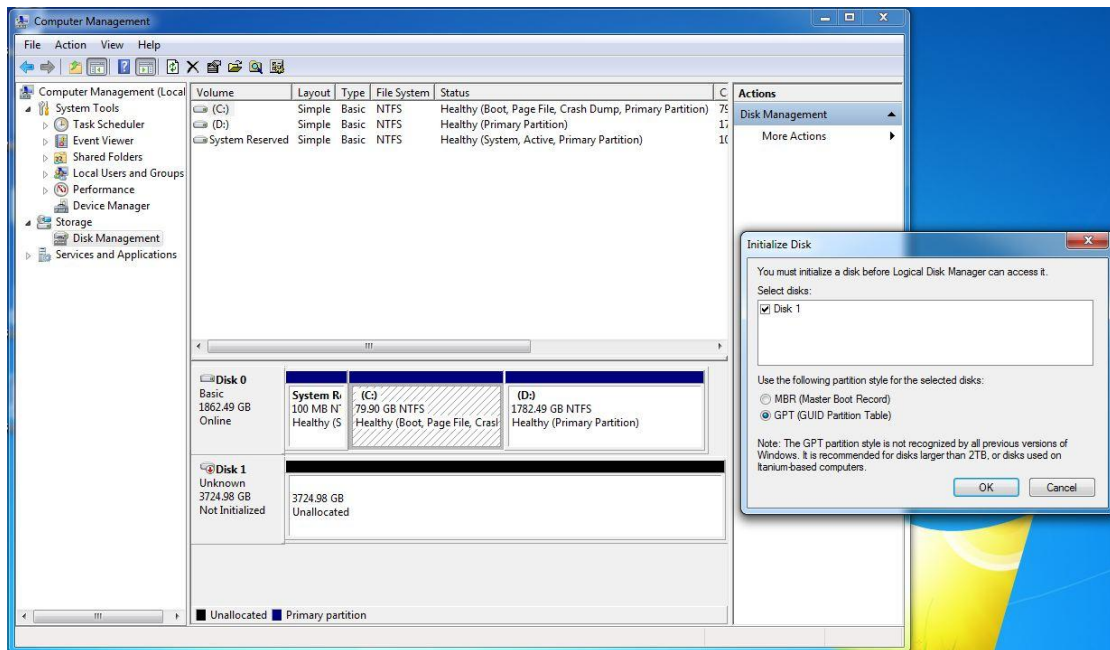 Computer Management
File Action View Help
Computer Management (Local
System Tools
Task Scheduler
Event Viewer
Shared Folders
Local Users and Groups
Performance
Device Manager
Storage
Disk Management
Services and Applications
Volume Layout Type File System Status C
(C:) Simple Basic NTFS Healthy (Boot, Page File, Crash Dump, Primary Partition) 79
(D:) Simple Basic NTFS Healthy (Primary Partition) 17
System Reserved Simple Basic NTFS Healthy (System, Active, Primary Partition) 10
Disk 0
Basic
1862.49 GB
Online
System R
100 MB N
Healthy (S
(C:)
79.90 GB NTFS
Healthy (Boot, Page File, Crasl
(D:)
1782.49 GB NTFS
Healthy (Primary Partition)
Disk 1
Unknown
3724.98 GB
Not Initialized
3724.98 GB
Unallocated
Unallocated Primary partition
Actions
Disk Management
More Actions
Initialize Disk
You must initialize a disk before Logical Disk Manager can access it.
Select disks:
Disk 1
Use the following partition style for the selected disks:
MBR (Master Boot Record)
GPT (GUID Partition Table)
Note: The GPT partition style is not recognized by all previous versions of
Windows. It is recommended for disks larger than 2TB, or disks used on
Itanium-based computers.
OK Cancel